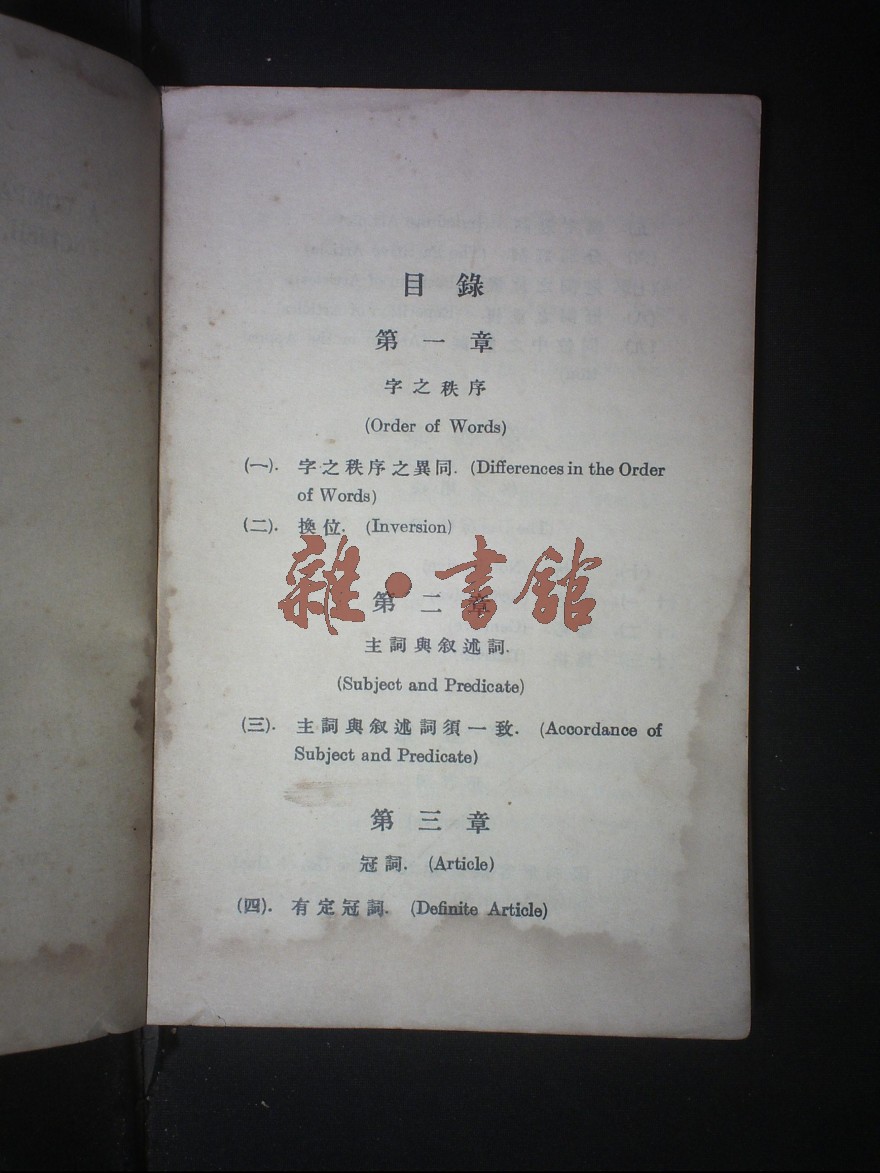 目錄
第一章
字之秩序
(Order of Words)
(一). 字之秩序之異同. (Differences in the Order
of Words)
(二). 換位. (Inversion)
雜·書館
第二章
主詞與叙述詞.
(Subject and Predicate)
(三). 主詞與叙述詞須一致. (Accordance of
Subject and Predicate)
第三章
冠詞. (Article)
(四). 有定冠詞. (Definite Article)